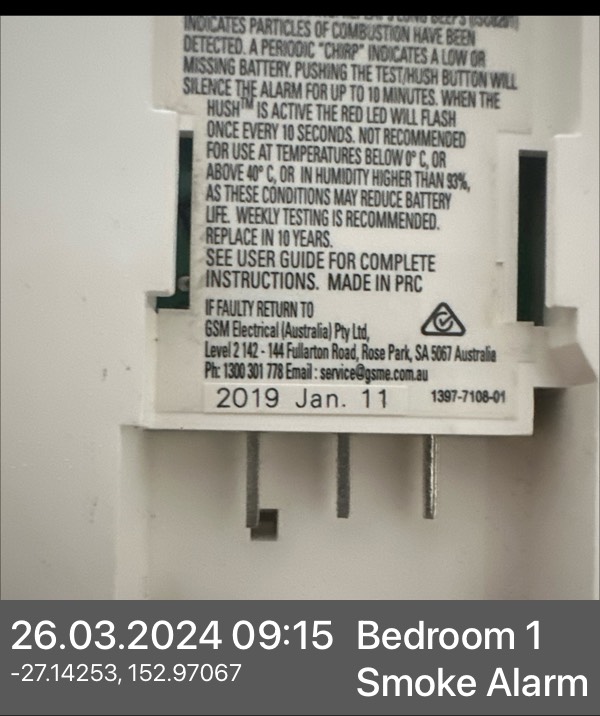 INDICATES PARTICLES OF COMBUSTION HAVE BEEN
DETECTED. A PERIODIC "CHIRP" INDICATES A LOW OR
MISSING BATTERY. PUSHING THE TEST/HUSH BUTTON WILL
SILENCE THE ALARM FOR UP TO 10 MINUTES. WHEN THE
HUSH™ IS ACTIVE THE RED LED WILL FLASH
ONCE EVERY 10 SECONDS. NOT RECOMMENDED
FOR USE AT TEMPERATURES BELOW 0° C, OR
ABOVE 40° C, OR IN HUMIDITY HIGHER THAN 93%,
AS THESE CONDITIONS MAY REDUCE BATTERY
LIFE. WEEKLY TESTING IS RECOMMENDED.
REPLACE IN 10 YEARS.
SEE USER GUIDE FOR COMPLETE
INSTRUCTIONS. MADE IN PRC
IF FAULTY RETURN TO
GSM Electrical (Australia) Pty Ltd,
Level 2 142 - 144 Fullarton Road, Rose Park, SA 5067 Australia
Ph: 1300 301 778 Email : service@gsme.com.au
2019 Jan. 11 1397-7108-01
26.03.2024 09:15 Bedroom 1
-27.14253, 152.97067 Smoke Alarm